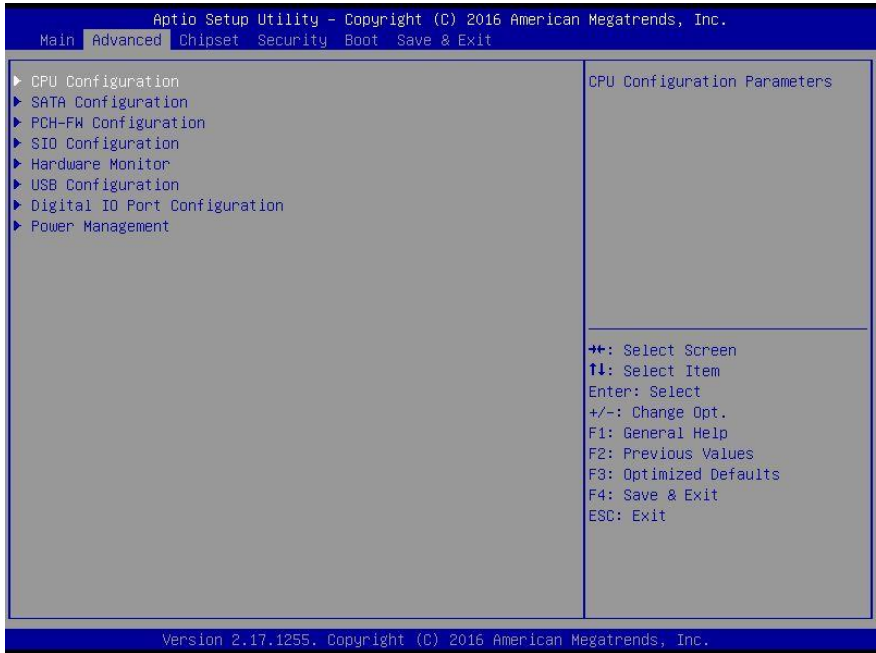 Aptio Setup Utility – Copyright (C) 2016 American Megatrends, Inc.
Main Advanced Chipset Security Boot Save & Exit
▶ CPU Configuration
▶ SATA Configuration
▶ PCH-FW Configuration
▶ SIO Configuration
▶ Hardware Monitor
▶ USB Configuration
▶ Digital IO Port Configuration
▶ Power Management
CPU Configuration Parameters
→←: Select Screen
↑↓: Select Item
Enter: Select
+/-: Change Opt.
F1: General Help
F2: Previous Values
F3: Optimized Defaults
F4: Save & Exit
ESC: Exit
Version 2.17.1255. Copyright (C) 2016 American Megatrends, Inc.